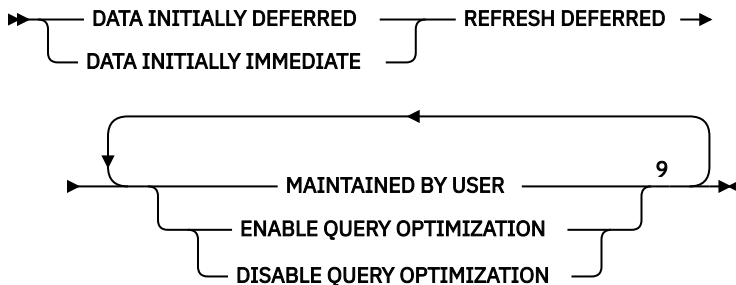 DATA INITIALLY DEFERRED REFRESH DEFERRED
DATA INITIALLY IMMEDIATE
9
MAINTAINED BY USER
ENABLE QUERY OPTIMIZATION
DISABLE QUERY OPTIMIZATION